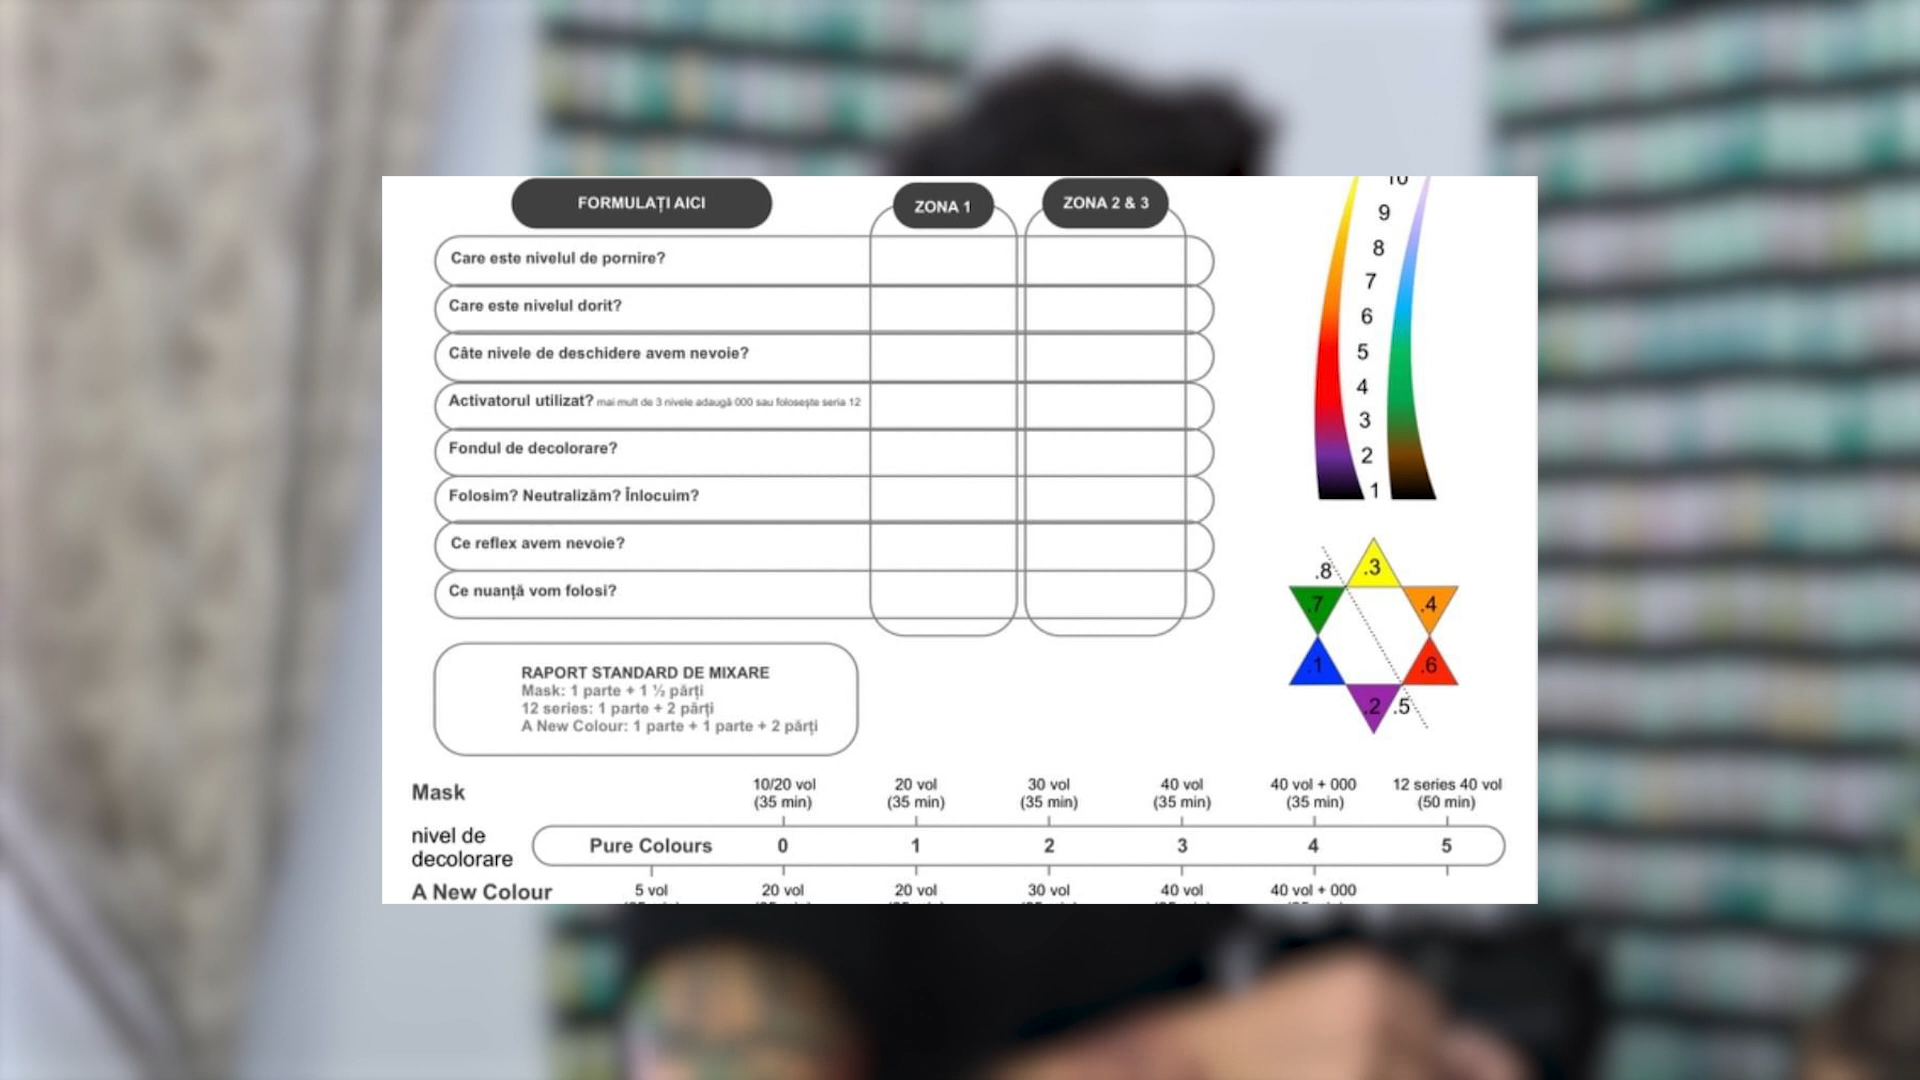 FORMULAȚI AICI
ZONA 1
ZONA 2 & 3
Care este nivelul de pornire?
Care este nivelul dorit?
Câte nivele de deschidere avem nevoie?
Activatorul utilizat? mai mult de 3 nivele adaugă 000 sau folosește seria 12
Fondul de decolorare?
Folosim? Neutralizăm? Înlocuim?
Ce reflex avem nevoie?
Ce nuanță vom folosi?
10
9
8
7
6
5
4
3
2
1
.8
.3
.7
.4
.1
.6
.2
.5
RAPORT STANDARD DE MIXARE
Mask: 1 parte + 1 ½ părți
12 series: 1 parte + 2 părți
A New Colour: 1 parte + 1 parte + 2 părți
Mask
10/20 vol
(35 min)
20 vol
(35 min)
30 vol
(35 min)
40 vol
(35 min)
40 vol + 000
(35 min)
12 series 40 vol
(50 min)
nivel de
decolorare
Pure Colours
0
1
2
3
4
5
A New Colour
5 vol
20 vol
20 vol
30 vol
40 vol
40 vol + 000